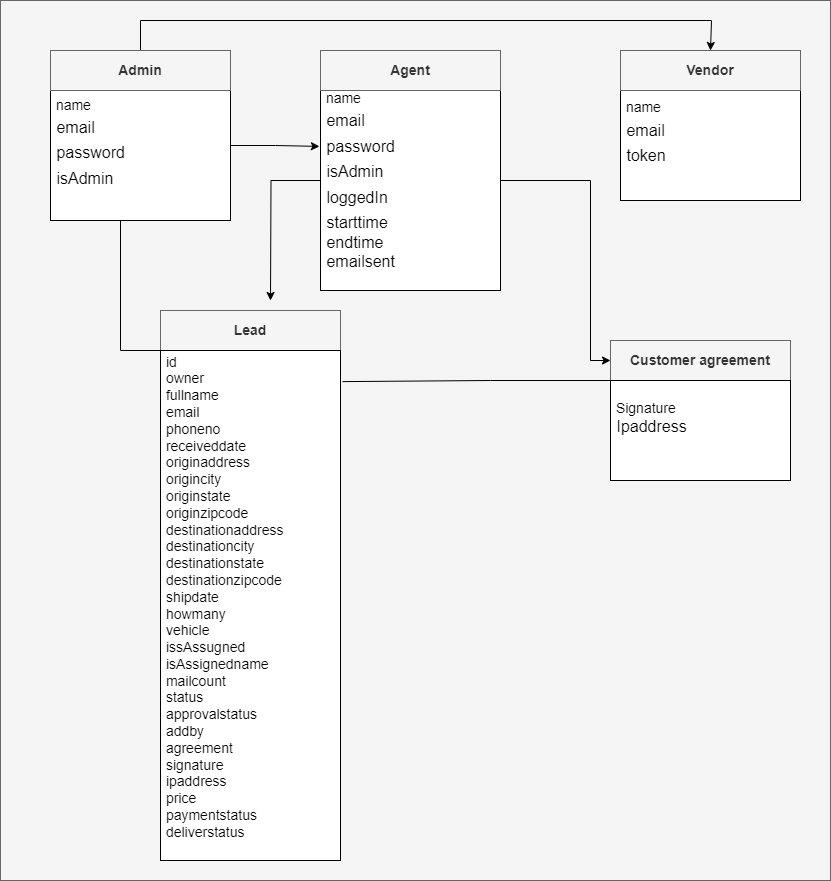 Admin
name
email
password
isAdmin
Agent
name
email
password
isAdmin
loggedIn
starttime
endtime
emailsent
Vendor
name
email
token
Lead
id
owner
fullname
email
phoneno
receiveddate
originaddress
origincity
originstate
originzipcode
destinationaddress
destinationcity
destinationstate
destinationzipcode
shipdate
howmany
vehicle
issAssugned
isAssignedname
mailcount
status
approvalstatus
addby
agreement
signature
ipaddress
price
paymentstatus
deliverstatus
Customer agreement
Signature
Ipaddress